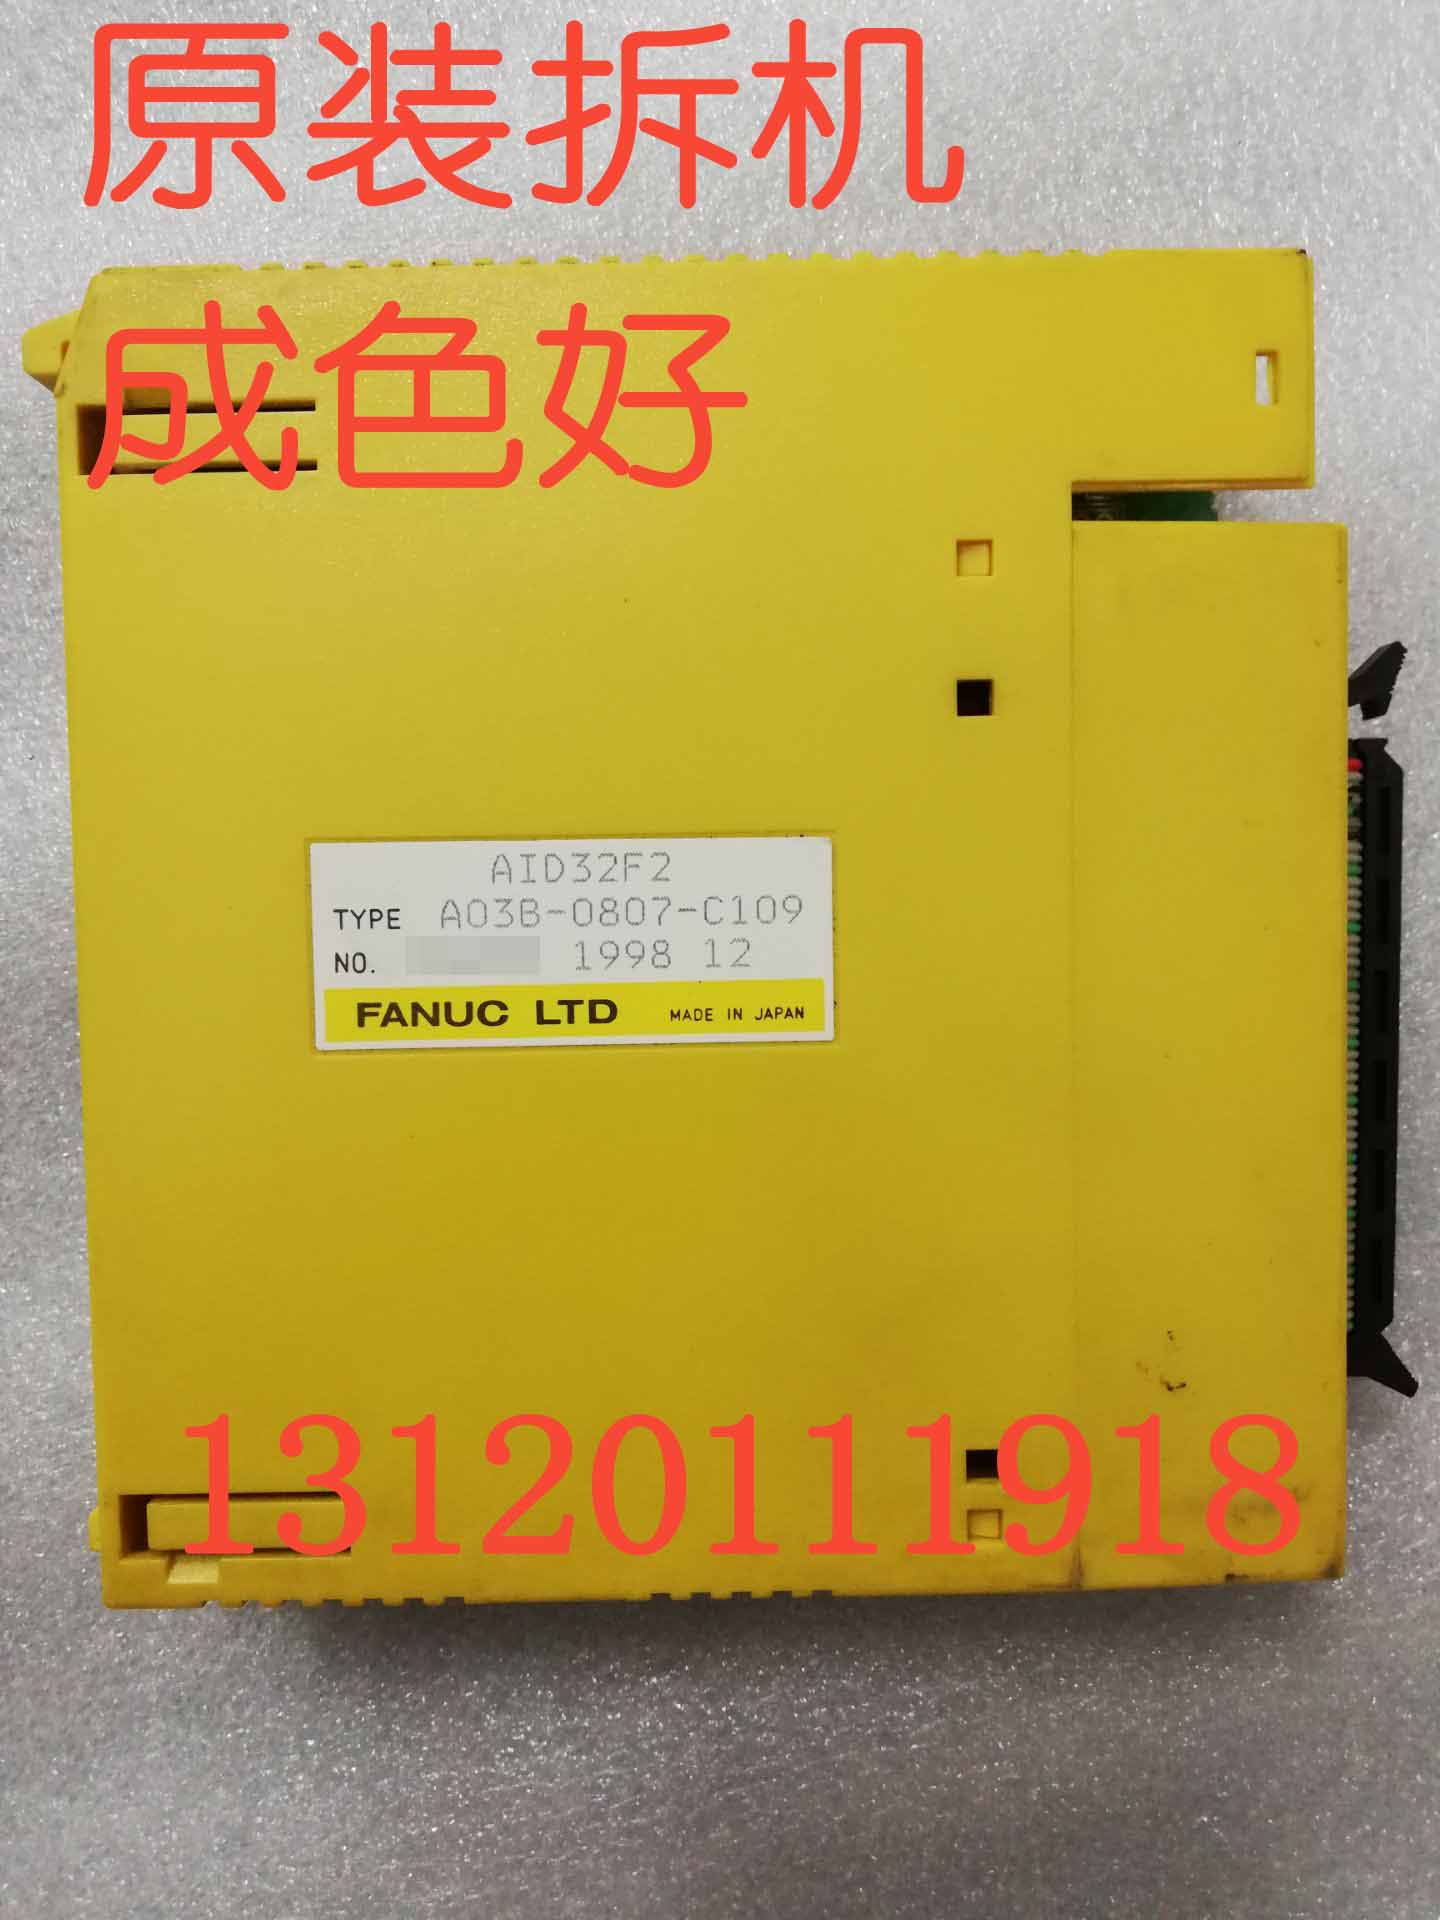 原装拆机
成色好
AID32F2
TYPE A03B-0807-C109
NO. 1998 12
FANUC LTD MADE IN JAPAN
13120111918